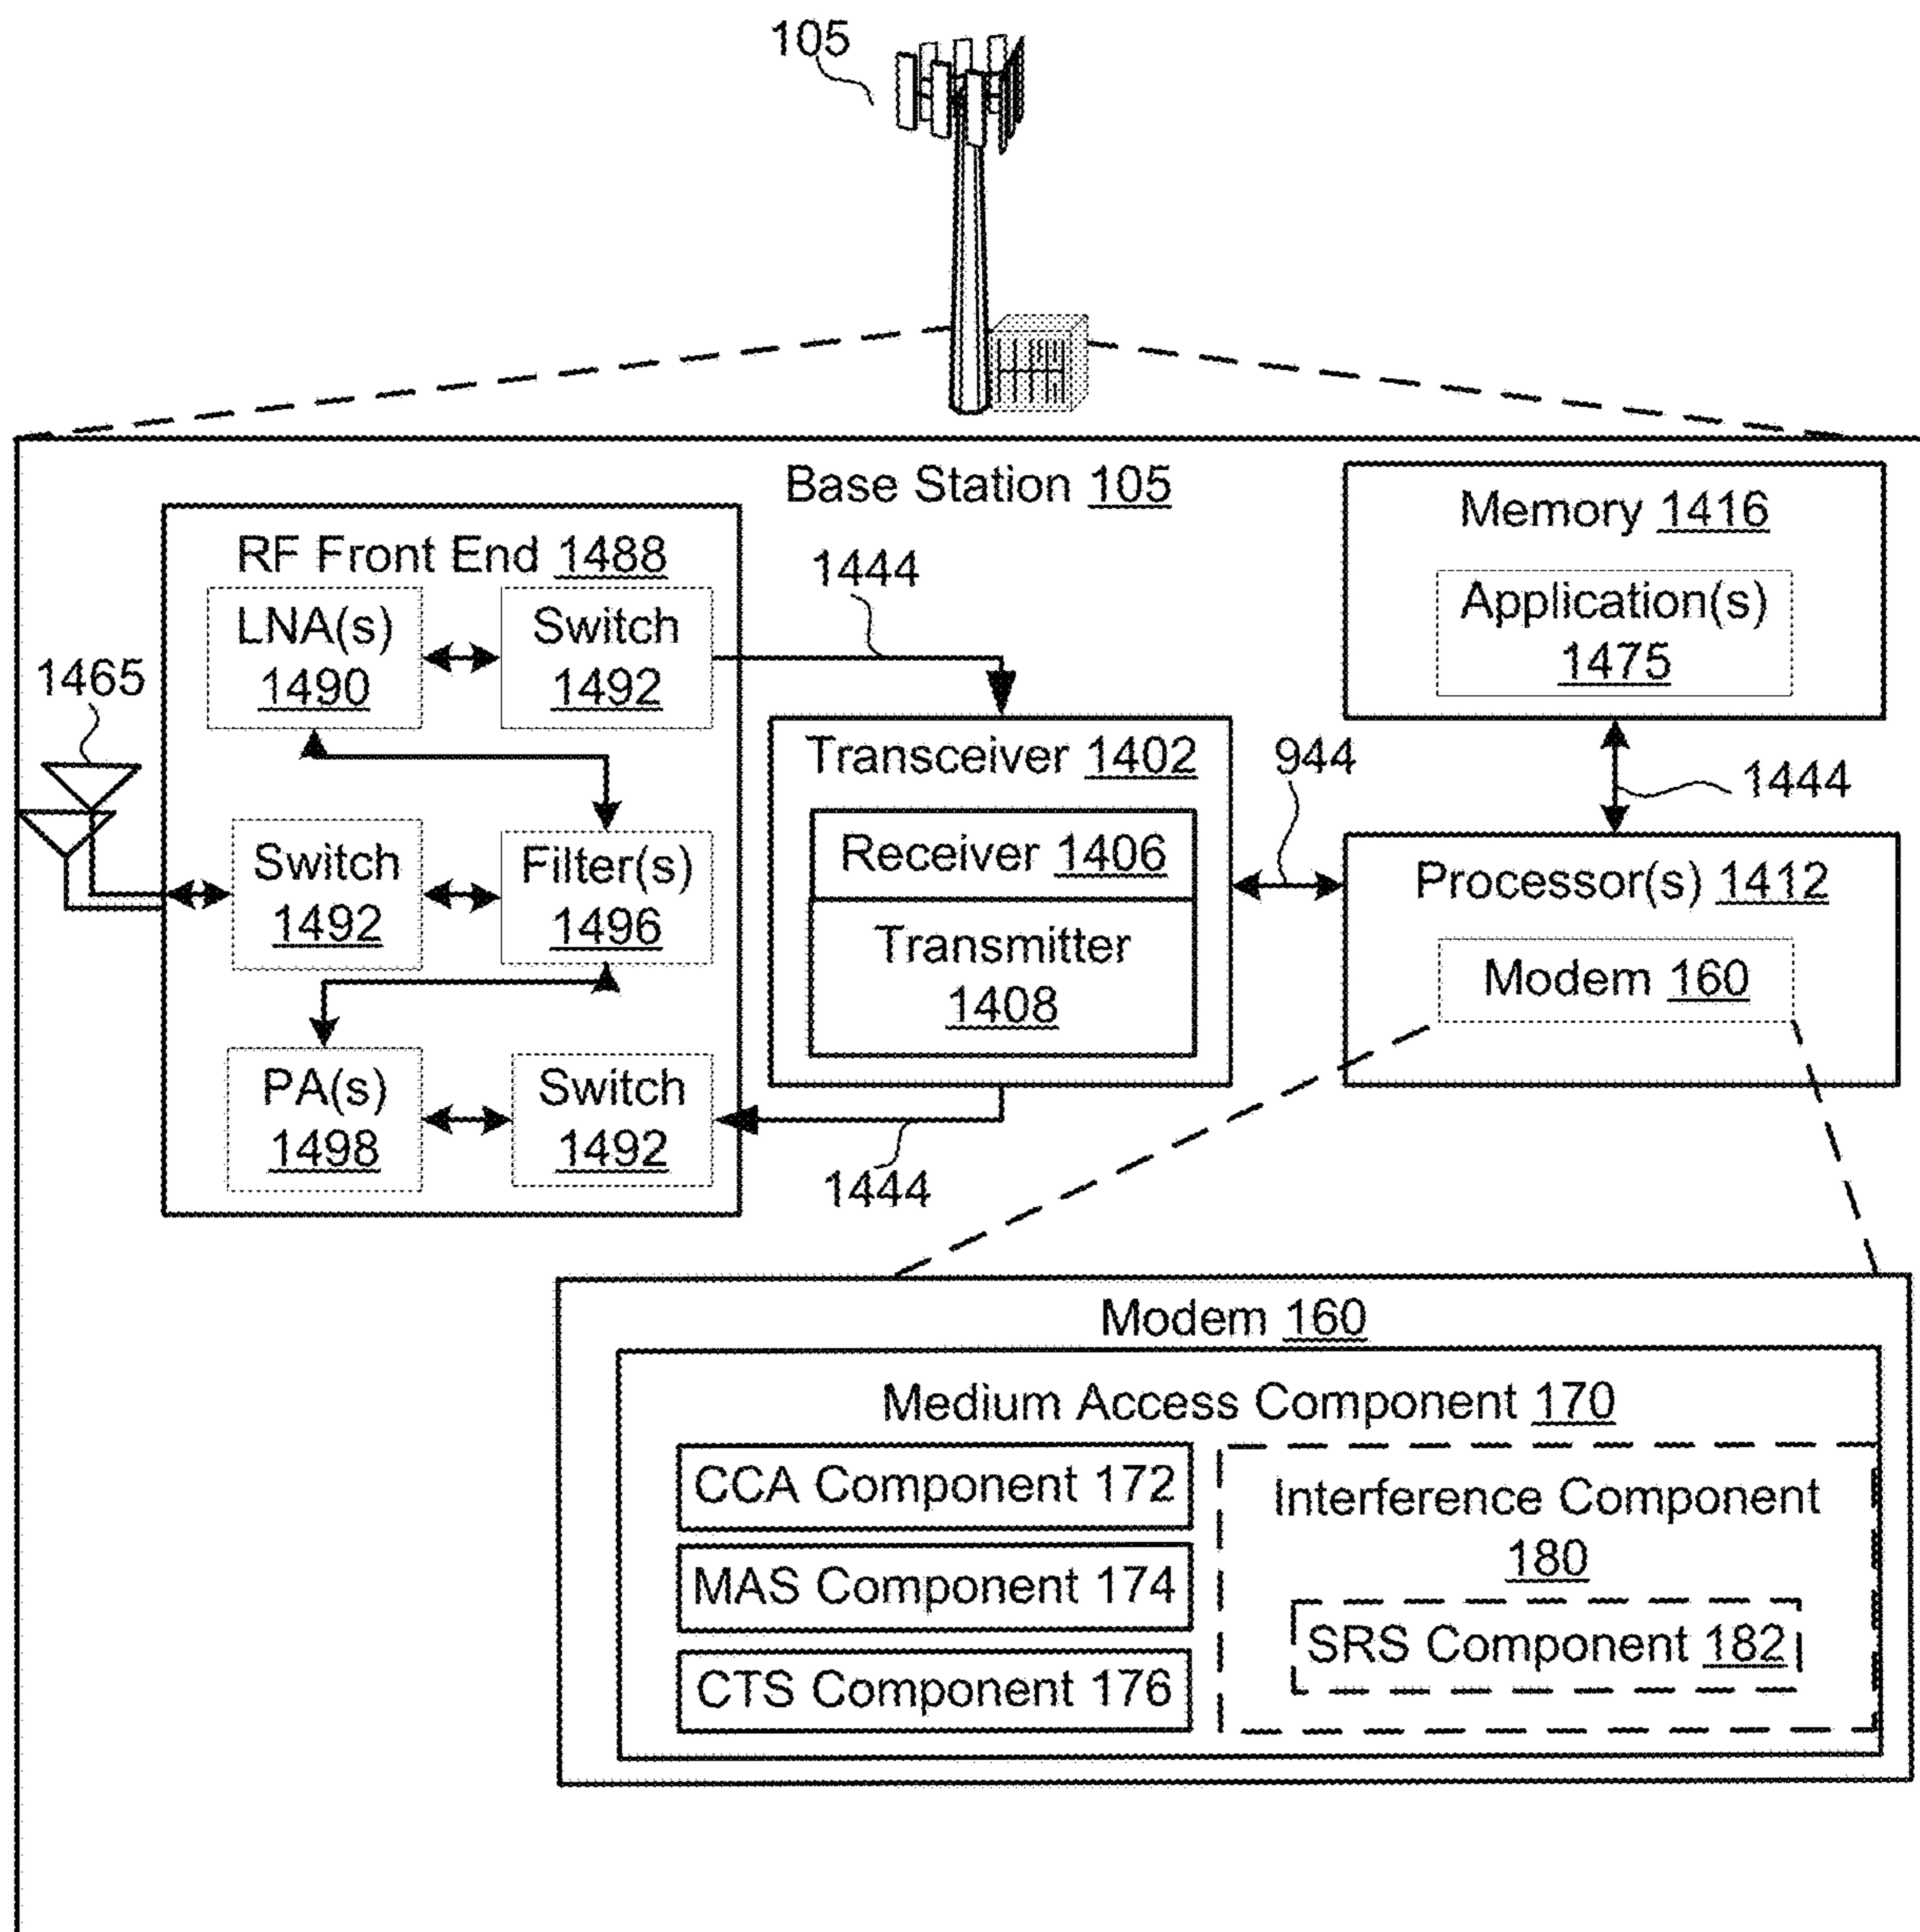 105
Base Station 105
RF Front End 1488
LNA(s)
1490
Switch
1492
1444
1465
Switch
1492
Filter(s)
1496
PA(s)
1498
Switch
1492
1444
Transceiver 1402
Receiver 1406
Transmitter
1408
944
Memory 1416
Application(s)
1475
1444
Processor(s) 1412
Modem 160
Modem 160
Medium Access Component 170
CCA Component 172
MAS Component 174
CTS Component 176
Interference Component
180
SRS Component 182